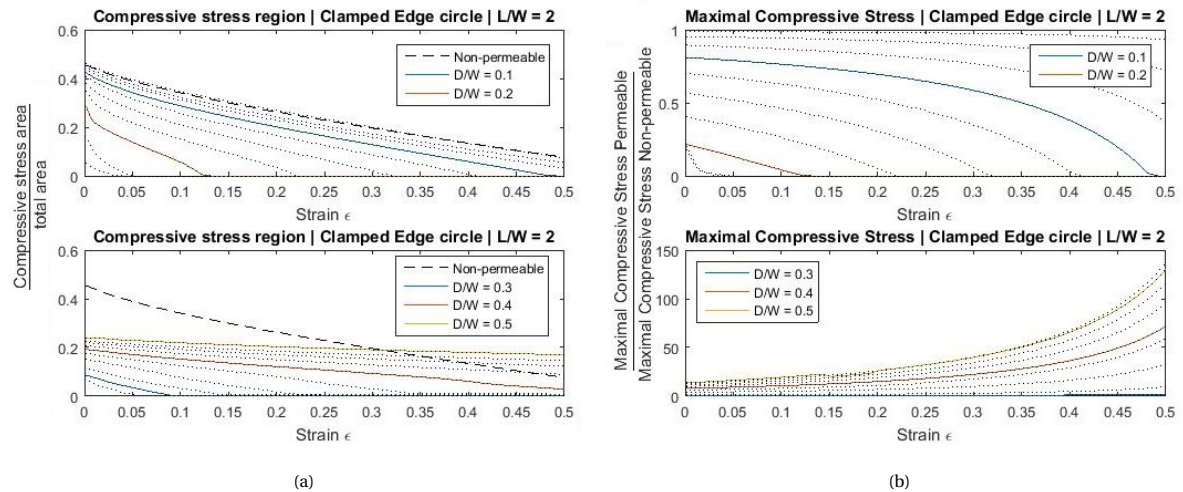 Compressive stress region | Clamped Edge circle | L/W = 2
0.6
0.4
0.2
0
Non-permeable
D/W = 0.1
D/W = 0.2
0 0.05 0.1 0.15 0.2 0.25 0.3 0.35 0.4 0.45 0.5
Strain ϵ
Compressive stress area
total area
Compressive stress region | Clamped Edge circle | L/W = 2
0.6
0.4
0.2
0
Non-permeable
D/W = 0.3
D/W = 0.4
D/W = 0.5
0 0.05 0.1 0.15 0.2 0.25 0.3 0.35 0.4 0.45 0.5
Strain ϵ
(a)
Maximal Compressive Stress | Clamped Edge circle | L/W = 2
1
0.5
0
D/W = 0.1
D/W = 0.2
0 0.05 0.1 0.15 0.2 0.25 0.3 0.35 0.4 0.45 0.5
Strain ϵ
Maximal Compressive Stress Permeable
Maximal Compressive Stress Non-permeable
Maximal Compressive Stress | Clamped Edge circle | L/W = 2
150
100
50
0
D/W = 0.3
D/W = 0.4
D/W = 0.5
0 0.05 0.1 0.15 0.2 0.25 0.3 0.35 0.4 0.45 0.5
Strain ϵ
(b)